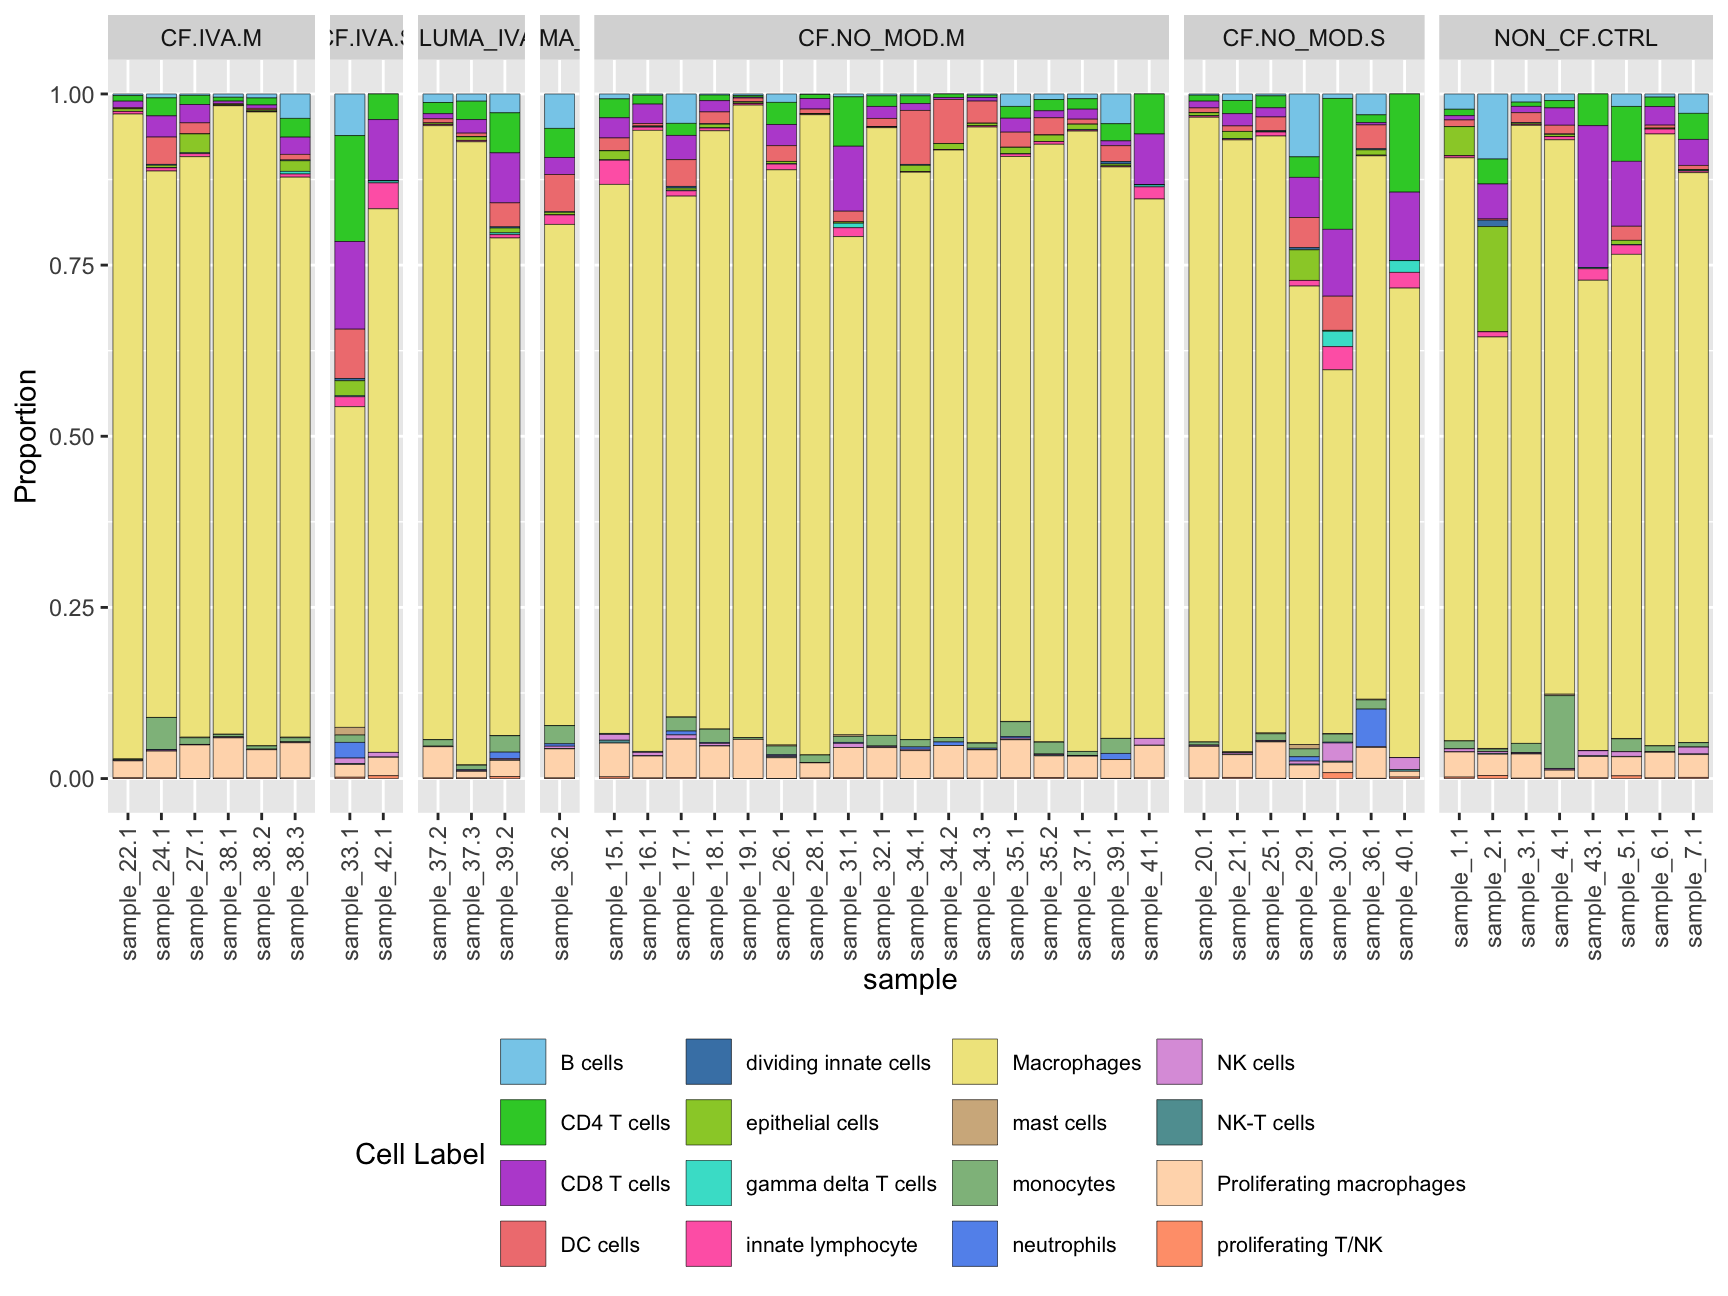 CF.IVA.M
CF.IVA.S
LUMA_IVA
MA_
CF.NO_MOD.M
CF.NO_MOD.S
NON_CF.CTRL
1.00
0.75
0.50
0.25
0.00
Proportion
sample_22.1
sample_24.1
sample_27.1
sample_38.1
sample_38.2
sample_38.3
sample_33.1
sample_42.1
sample_37.2
sample_37.3
sample_39.2
sample_36.2
sample_15.1
sample_16.1
sample_17.1
sample_18.1
sample_19.1
sample_26.1
sample_28.1
sample_31.1
sample_32.1
sample_34.1
sample_34.2
sample_34.3
sample_35.1
sample_35.2
sample_37.1
sample_39.1
sample_41.1
sample_20.1
sample_21.1
sample_25.1
sample_29.1
sample_30.1
sample_36.1
sample_40.1
sample_1.1
sample_2.1
sample_3.1
sample_4.1
sample_43.1
sample_5.1
sample_6.1
sample_7.1
sample
Cell Label
B cells
CD4 T cells
CD8 T cells
DC cells
dividing innate cells
epithelial cells
gamma delta T cells
innate lymphocyte
Macrophages
mast cells
monocytes
neutrophils
NK cells
NK-T cells
Proliferating macrophages
proliferating T/NK